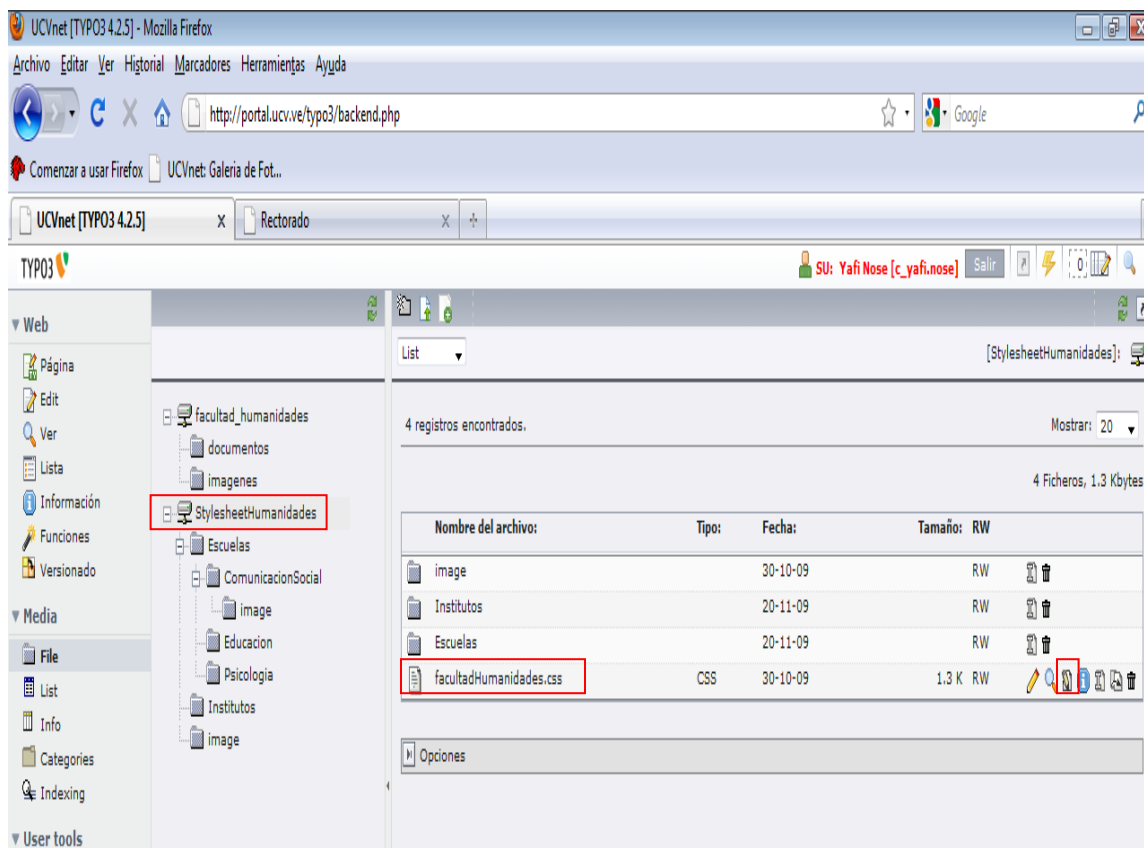 UCVnet [TYPO3 4.2.5] - Mozilla Firefox
Archivo Editar Ver Historial Marcadores Herramientas Ayuda
http://portal.ucv.ve/typo3/backend.php
Google
Comenzar a usar Firefox UCVnet: Galeria de Fot...
UCVnet [TYPO3 4.2.5] X Rectorado X
TYPO3 SU: Yafi Nose [c_yafi.nose] Salir 0
Web
Página
Edit
Ver
Lista
Información
Funciones
Versionado
Media
File
List
Info
Categories
Indexing
User tools
facultad_humanidades
documentos
imagenes
StylesheetHumanidades
Escuelas
ComunicacionSocial
image
Educacion
Psicologia
Institutos
image
List [StylesheetHumanidades]:
4 registros encontrados. Mostrar: 20
4 Ficheros, 1.3 Kbytes
Nombre del archivo: Tipo: Fecha: Tamaño: RW
image 30-10-09 RW
Institutos 20-11-09 RW
Escuelas 20-11-09 RW
facultadHumanidades.css CSS 30-10-09 1.3 K RW
Opciones